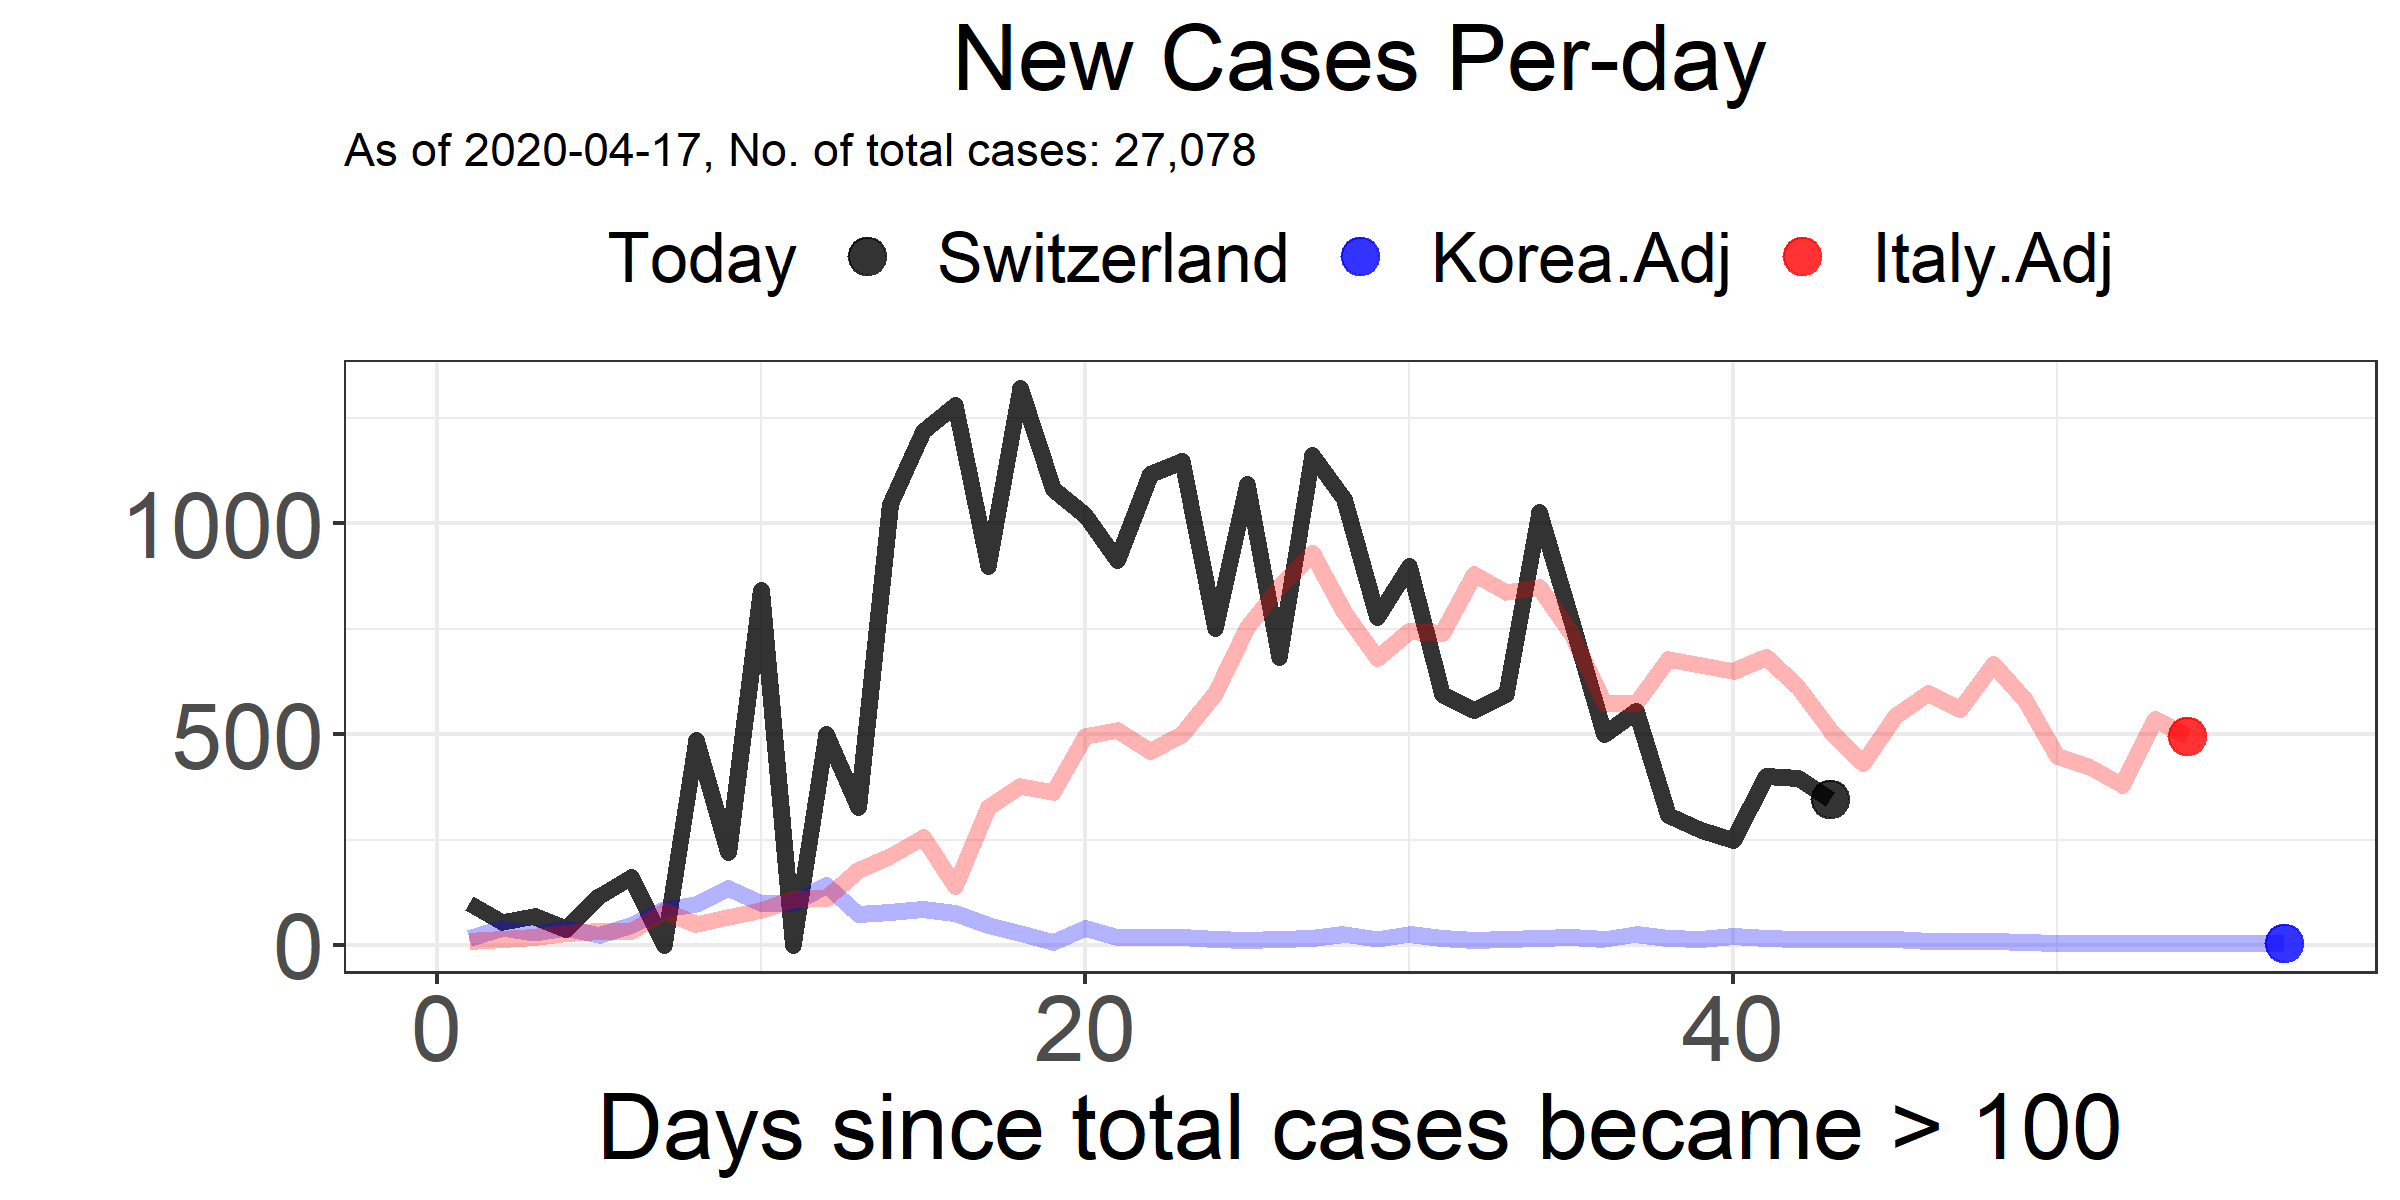 New Cases Per-day
As of 2020-04-17, No. of total cases: 27,078
Today Switzerland Korea.Adj Italy.Adj
1000
500
0
0 20 40
Days since total cases became > 100